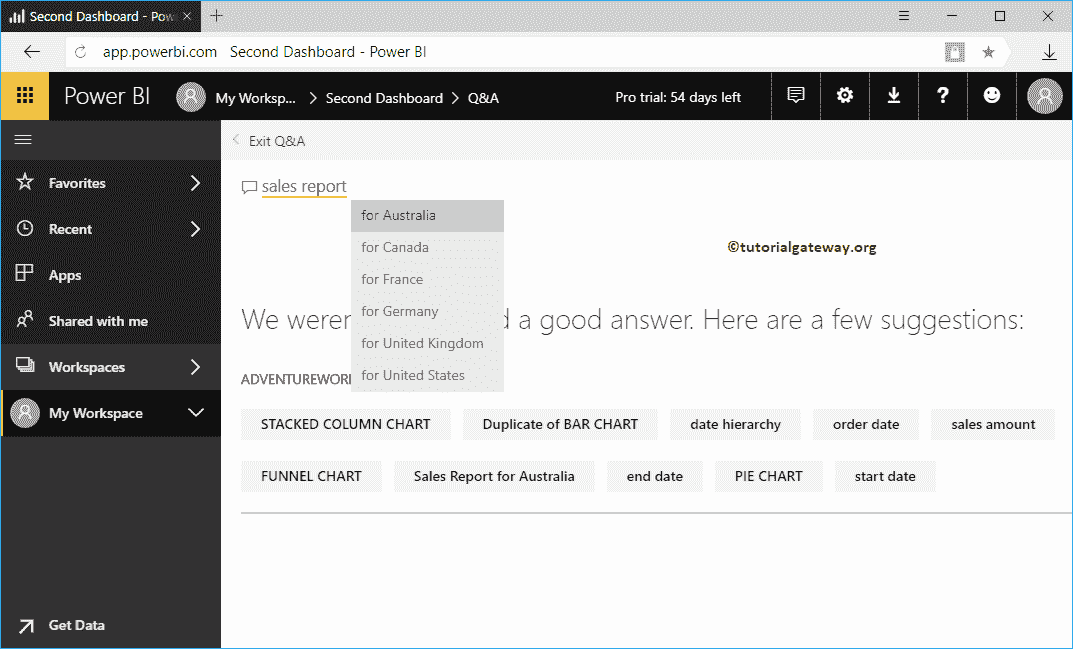 Second Dashboard - Pow
app.powerbi.com Second Dashboard - Power BI
Power BI My Worksp... Second Dashboard Q&A Pro trial: 54 days left ?
Exit Q&A
Favorites
Recent
Apps
Shared with me
Workspaces
My Workspace
Get Data
sales report
for Australia
for Canada
for France
for Germany
for United Kingdom
for United States
©tutorialgateway.org
We a good answer. Here are a few suggestions:
STACKED COLUMN CHART Duplicate of BAR CHART date hierarchy order date sales amount
FUNNEL CHART Sales Report for Australia end date PIE CHART start date